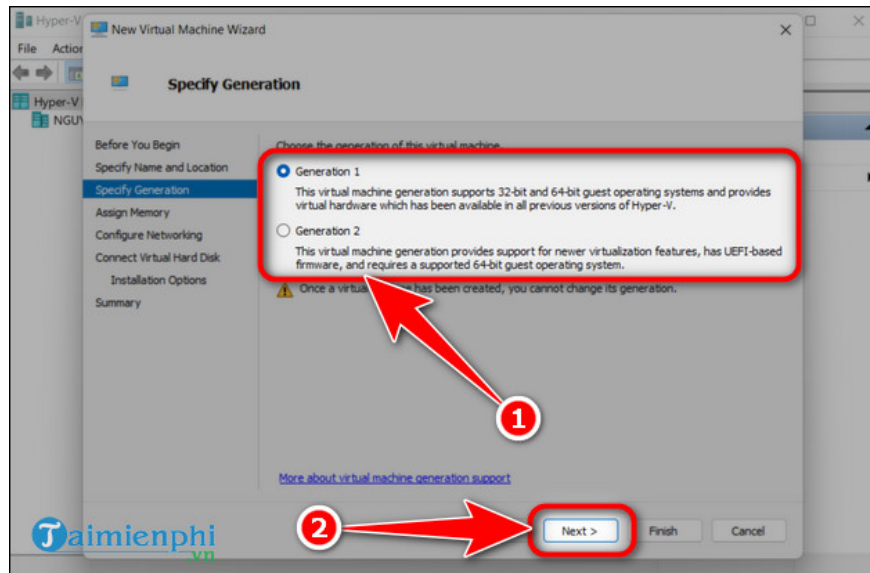 Hyper-V
New Virtual Machine Wizard
File Action
Specify Generation
Hyper-V
NGUY
Before You Begin
Specify Name and Location
Specify Generation
Assign Memory
Configure Networking
Connect Virtual Hard Disk
Installation Options
Summary
Choose the generation of this virtual machine.
Generation 1
This virtual machine generation supports 32-bit and 64-bit guest operating systems and provides
virtual hardware which has been available in all previous versions of Hyper-V.
Generation 2
This virtual machine generation provides support for newer virtualization features, has UEFI-based
firmware, and requires a supported 64-bit guest operating system.
Once a virtual has been created, you cannot change its generation.
1
More about virtual machine generation support
2
Next >
Finish
Cancel
Taimienphi
.vn